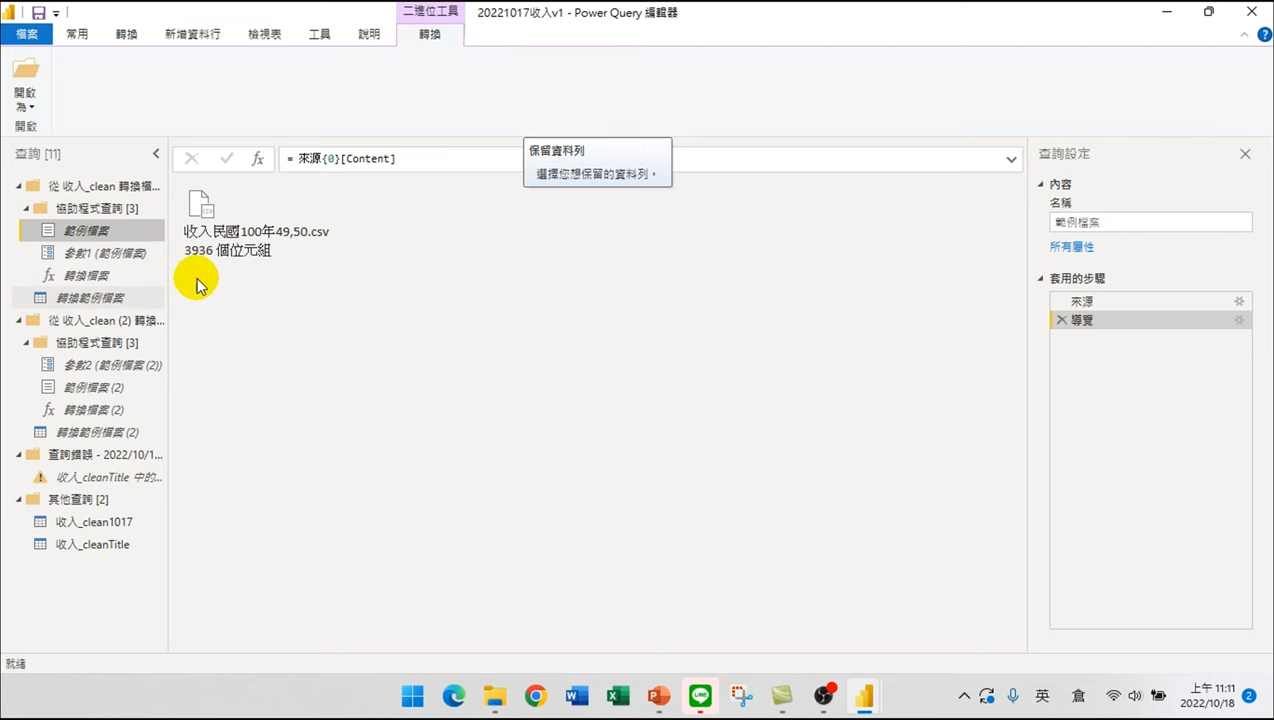 二進位工具
20221017收入v1 - Power Query 編輯器
檔案
常用
轉換
新增資料行
檢視表
工具
說明
轉換
開啟
為
開啟
查詢 [11]
= 來源{0}[Content]
保留資料列
選擇您想保留的資料列。
查詢設定
從 收入_clean 轉換檔...
協助程式查詢 [3]
範例檔案
參數1 (範例檔案)
轉換檔案
轉換範例檔案
從 收入_clean (2) 轉換...
協助程式查詢 [3]
參數2 (範例檔案 (2))
範例檔案 (2)
轉換檔案 (2)
轉換範例檔案 (2)
查詢錯誤 - 2022/10/1...
收入_cleanTitle 中的...
其他查詢 [2]
收入_clean1017
收入_cleanTitle
CSV
收入民國100年49,50.csv
3936 個位元組
內容
名稱
範例檔案
所有屬性
套用的步驟
來源
導覽
就緒
英
倉
上午 11:11
2022/10/18
2